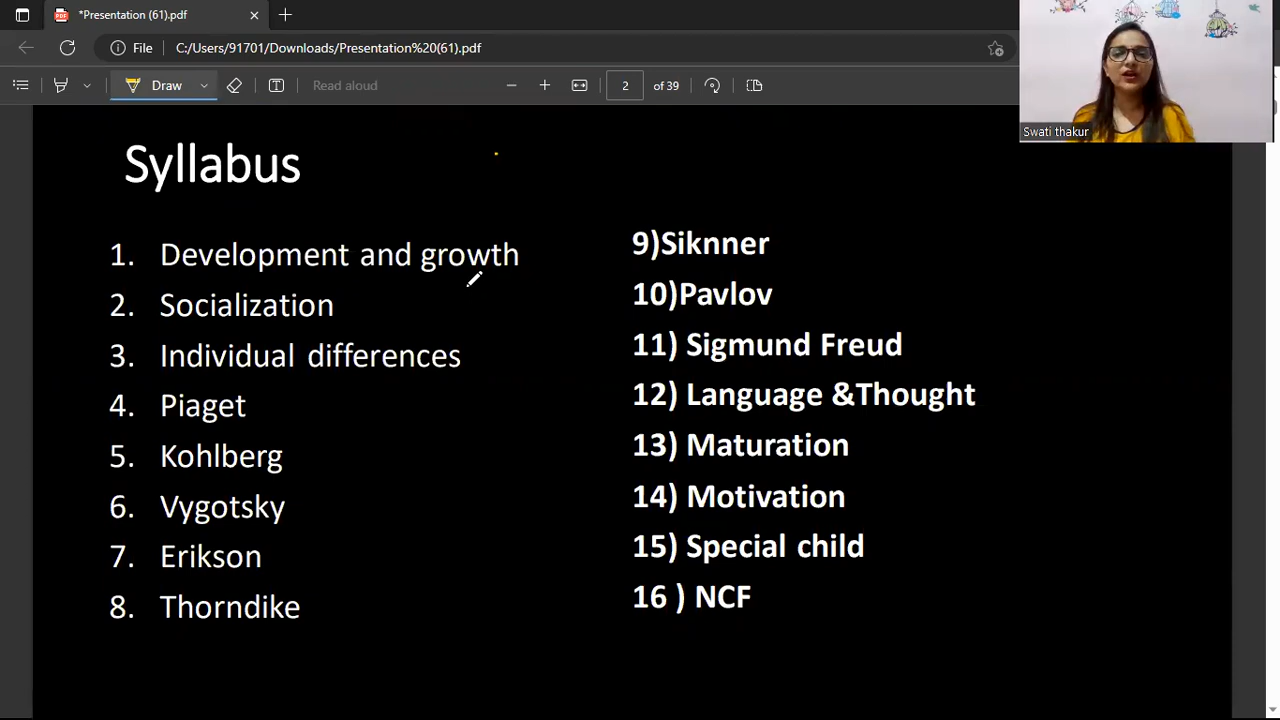 *Presentation (61).pdf
File
C:/Users/91701/Downloads/Presentation%20(61).pdf
Draw
Read aloud
2 of 39
Swati thakur
Syllabus
1. Development and growth
2. Socialization
3. Individual differences
4. Piaget
5. Kohlberg
6. Vygotsky
7. Erikson
8. Thorndike
9)Siknner
10)Pavlov
11) Sigmund Freud
12) Language &Thought
13) Maturation
14) Motivation
15) Special child
16 ) NCF